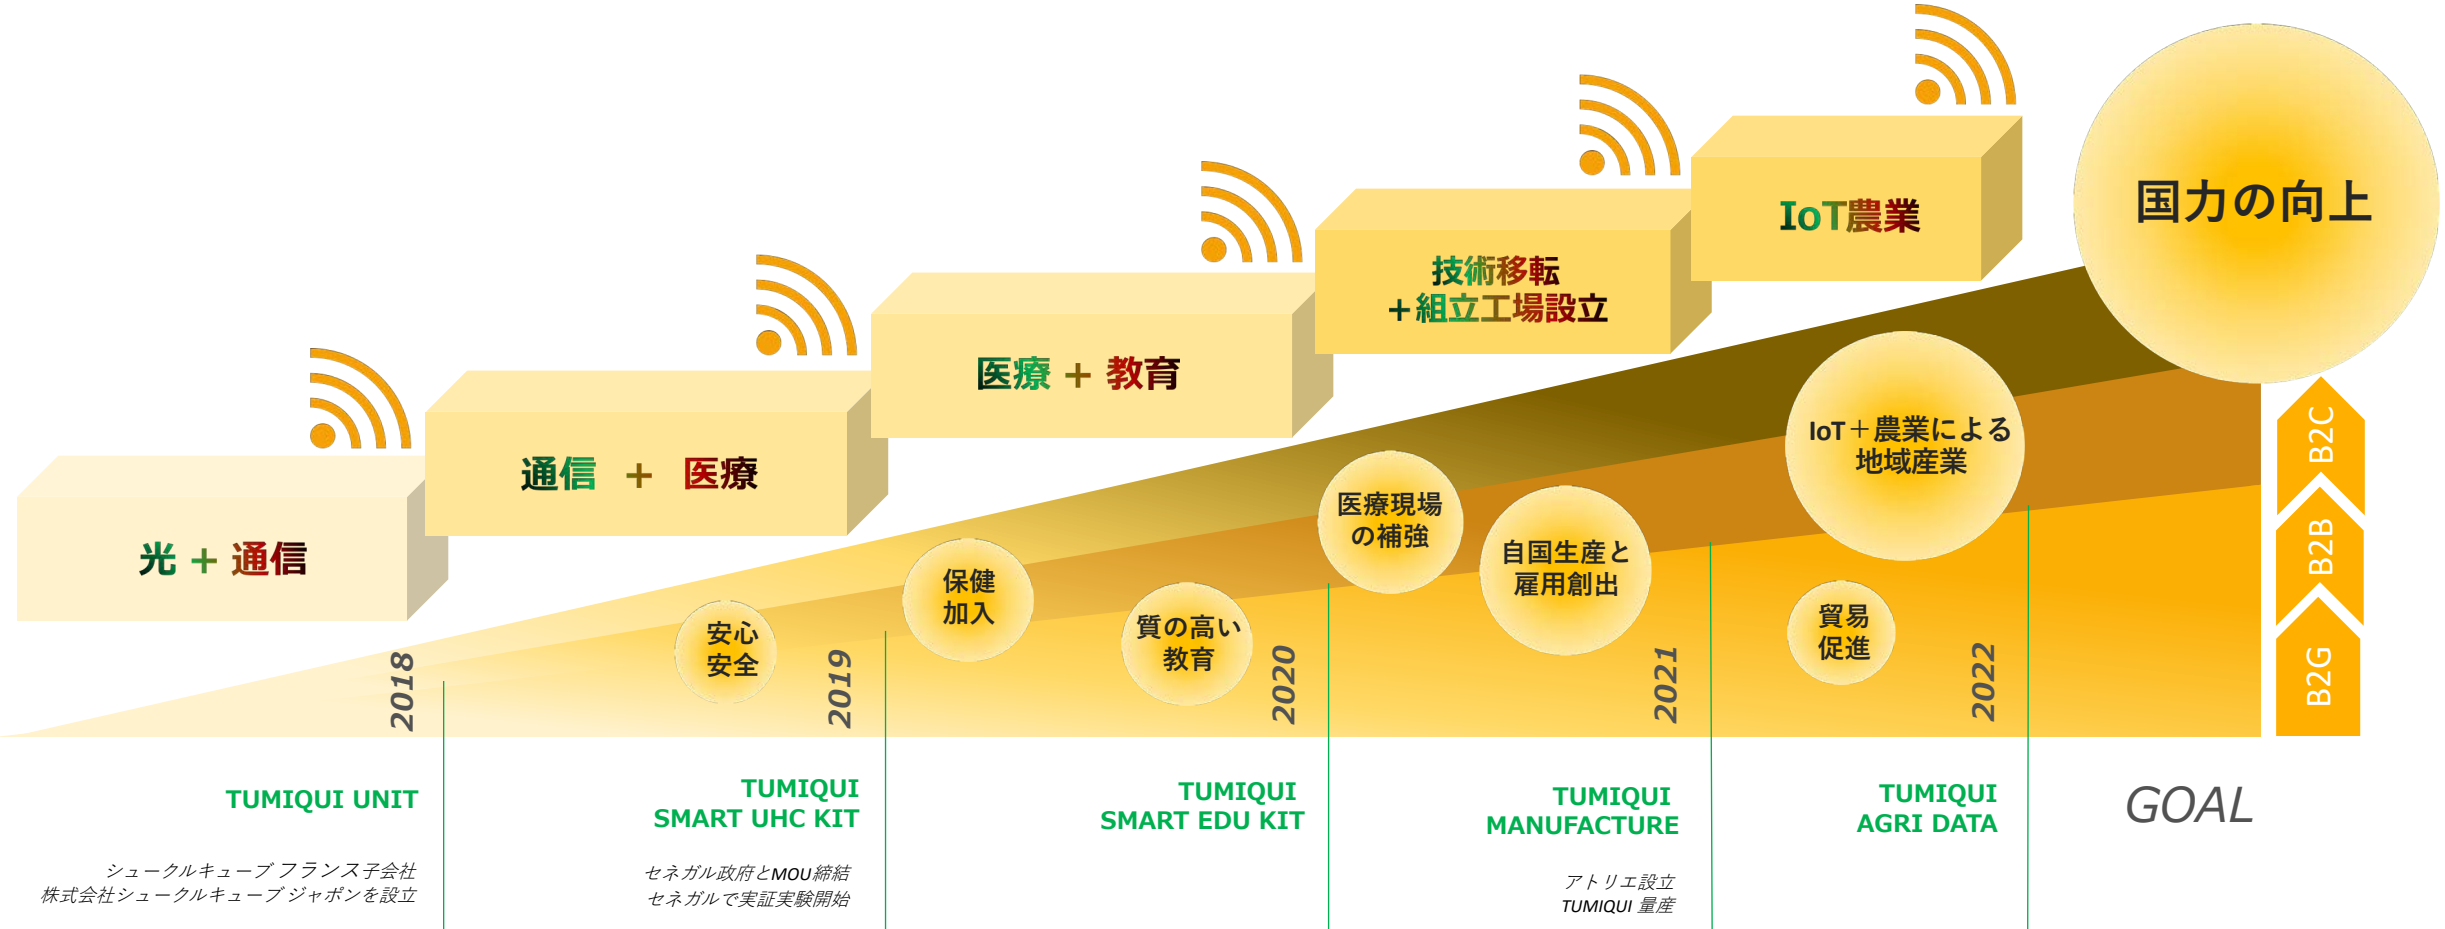 国力の向上
IoT農業
技術移転
＋組立工場設立
医療 ＋ 教育
通信 ＋ 医療
光 ＋ 通信
IoT＋農業による
地域産業
医療現場
の補強
自国生産と
雇用創出
保健
加入
質の高い
教育
安心
安全
貿易
促進
B2C
B2B
B2G
2018
2019
2020
2021
2022
TUMIQUI UNIT
シュークルキューブ フランス子会社
株式会社シュークルキューブ ジャポンを設立
TUMIQUI
SMART UHC KIT
セネガル政府とMOU締結
セネガルで実証実験開始
TUMIQUI
SMART EDU KIT
TUMIQUI
MANUFACTURE
アトリエ設立
TUMIQUI 量産
TUMIQUI
AGRI DATA
GOAL